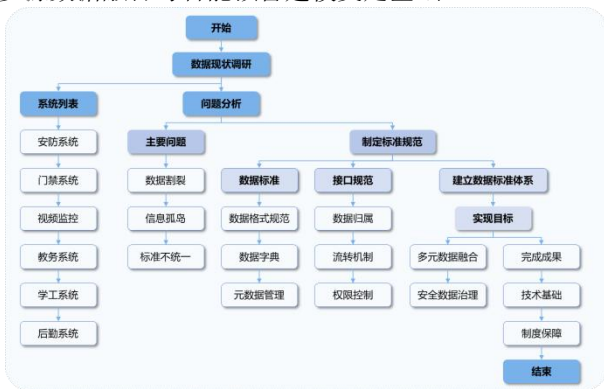 开始
数据现状调研
系统列表
问题分析
安防系统
主要问题
制定标准规范
门禁系统
数据割裂
数据标准
接口规范
建立数据标准体系
视频监控
信息孤岛
数据格式规范
数据归属
实现目标
教务系统
标准不统一
数据字典
流转机制
多元数据融合
完成成果
学工系统
元数据管理
权限控制
安全数据治理
技术基础
后勤系统
制度保障
结束